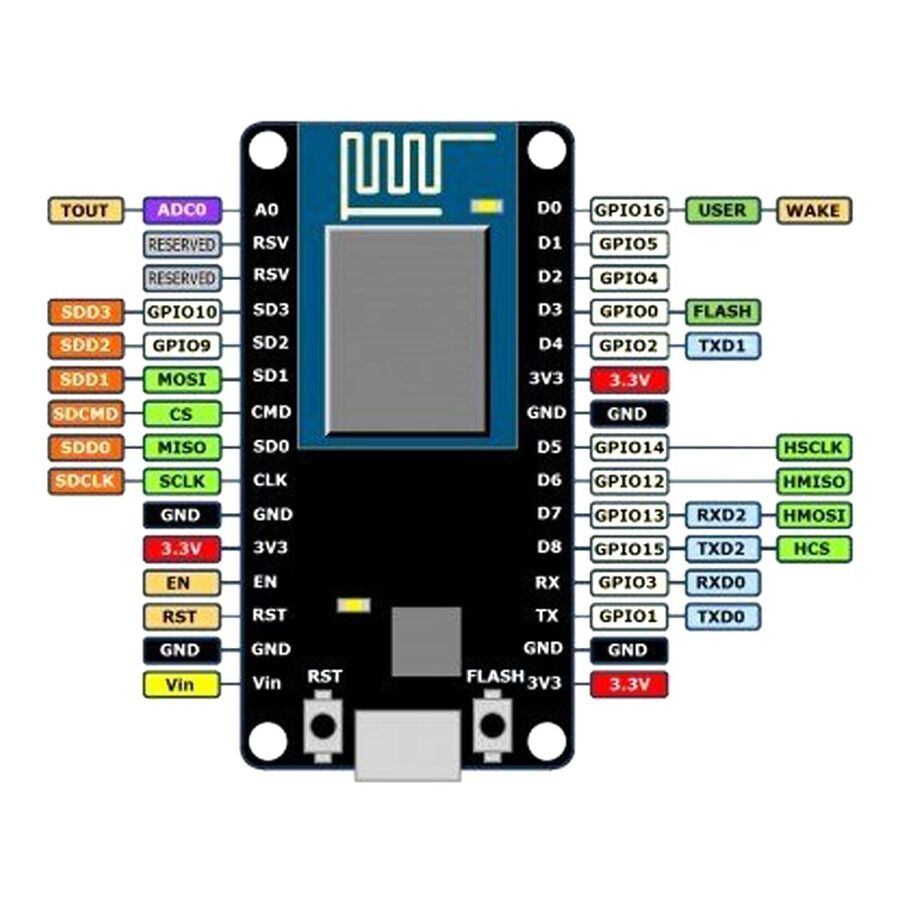 TOUT ADC0 A0 D0 GPIO16 USER WAKE
RESERVED RSV D1 GPIO5
RESERVED RSV D2 GPIO4
SDD3 GPIO10 SD3 D3 GPIO0 FLASH
SDD2 GPIO9 SD2 D4 GPIO2 TXD1
SDD1 MOSI SD1 3V3 3.3V
SDCMD CS CMD GND GND
SDD0 MISO SD0 D5 GPIO14 HSCLK
SDCLK SCLK CLK D6 GPIO12 HMISO
GND GND D7 GPIO13 RXD2 HMOSI
3.3V 3V3 D8 GPIO15 TXD2 HCS
EN EN RX GPIO3 RXD0
RST RST TX GPIO1 TXD0
GND GND GND GND
Vin Vin RST FLASH 3V3 3.3V